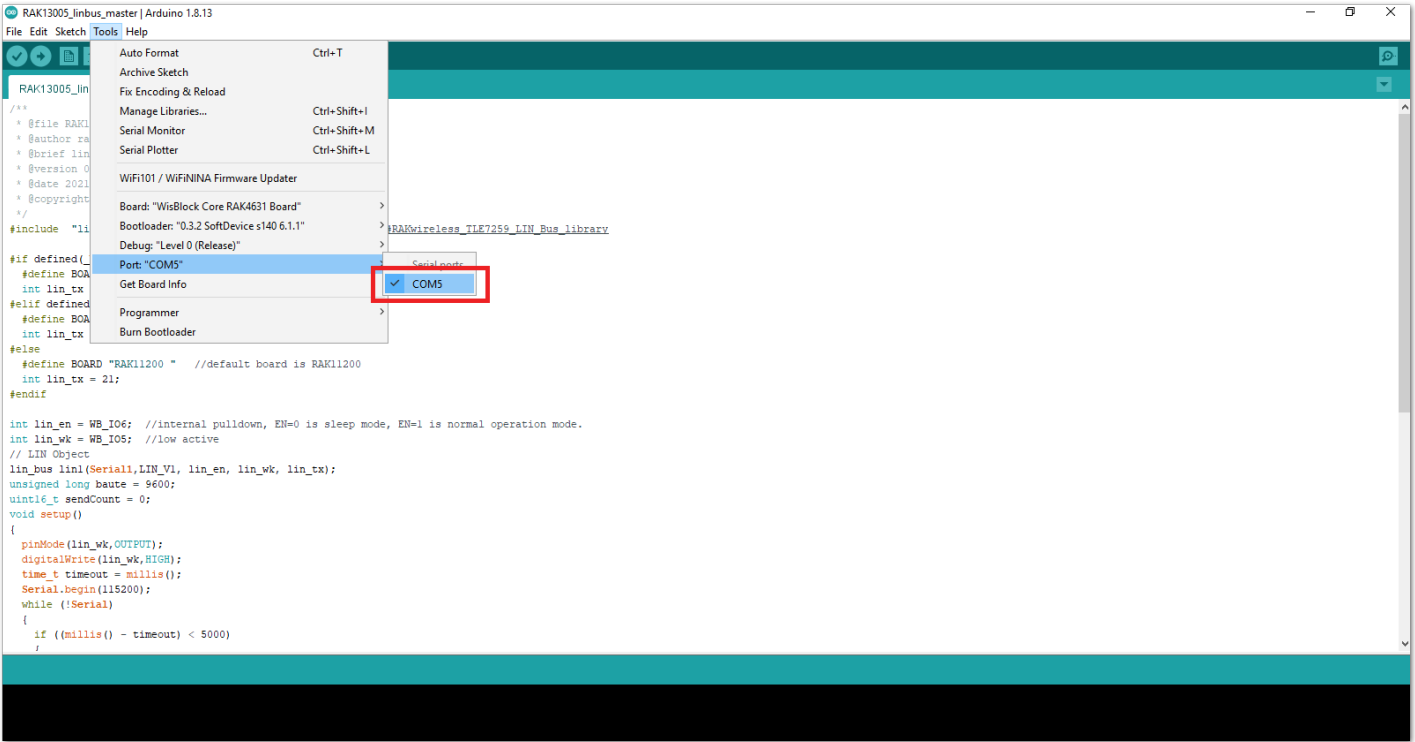 RAK13005_linbus_master | Arduino 1.8.13
File Edit Sketch Tools Help
Auto Format Ctrl+T
Archive Sketch
Fix Encoding & Reload
Manage Libraries... Ctrl+Shift+I
Serial Monitor Ctrl+Shift+M
Serial Plotter Ctrl+Shift+L
WiFi101 / WiFiNINA Firmware Updater
Board: "WisBlock Core RAK4631 Board"
Bootloader: "0.3.2 SoftDevice s140 6.1.1"
Debug: "Level 0 (Release)"
Port: "COM5"
Get Board Info
Programmer
Burn Bootloader
Serial ports
COM5
RAK13005_lin
/**
* @file RAK1
* @author ra
* @brief lin
* @version 0
* @date 2021
* @copyright
*/
#include "li
#RAKwireless_TLE7259_LIN_Bus_library
#if defined(_
#define BOA
int lin_tx
#elif defined
#define BOA
int lin_tx
#else
#define BOARD "RAK11200 " //default board is RAK11200
int lin_tx = 21;
#endif
int lin_en = WB_IO6; //internal pulldown, EN=0 is sleep mode, EN=1 is normal operation mode.
int lin_wk = WB_IO5; //low active
// LIN Object
lin_bus lin1(Serial1,LIN_V1, lin_en, lin_wk, lin_tx);
unsigned long baute = 9600;
uint16_t sendCount = 0;
void setup()
{
pinMode(lin_wk,OUTPUT);
digitalWrite(lin_wk,HIGH);
time_t timeout = millis();
Serial.begin(115200);
while (!Serial)
{
if ((millis() - timeout) < 5000)
{